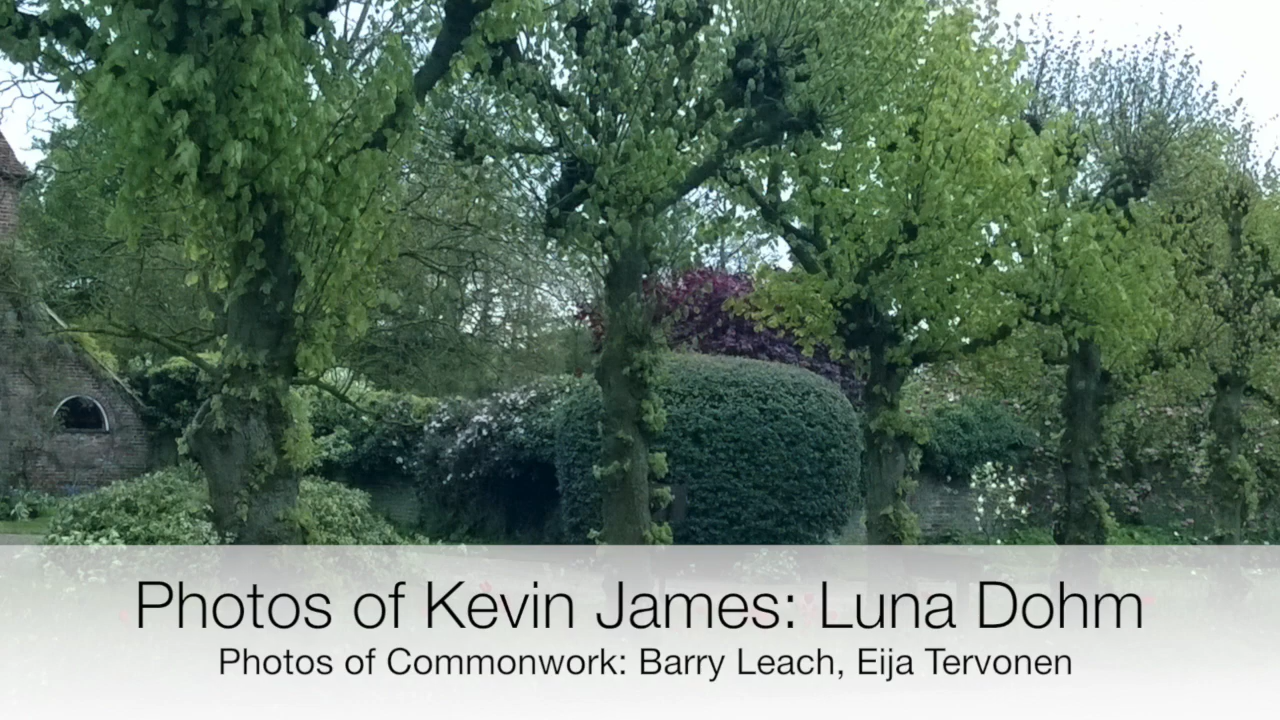 Photos of Kevin James: Luna Dohm
Photos of Commonwork: Barry Leach, Eija Tervonen